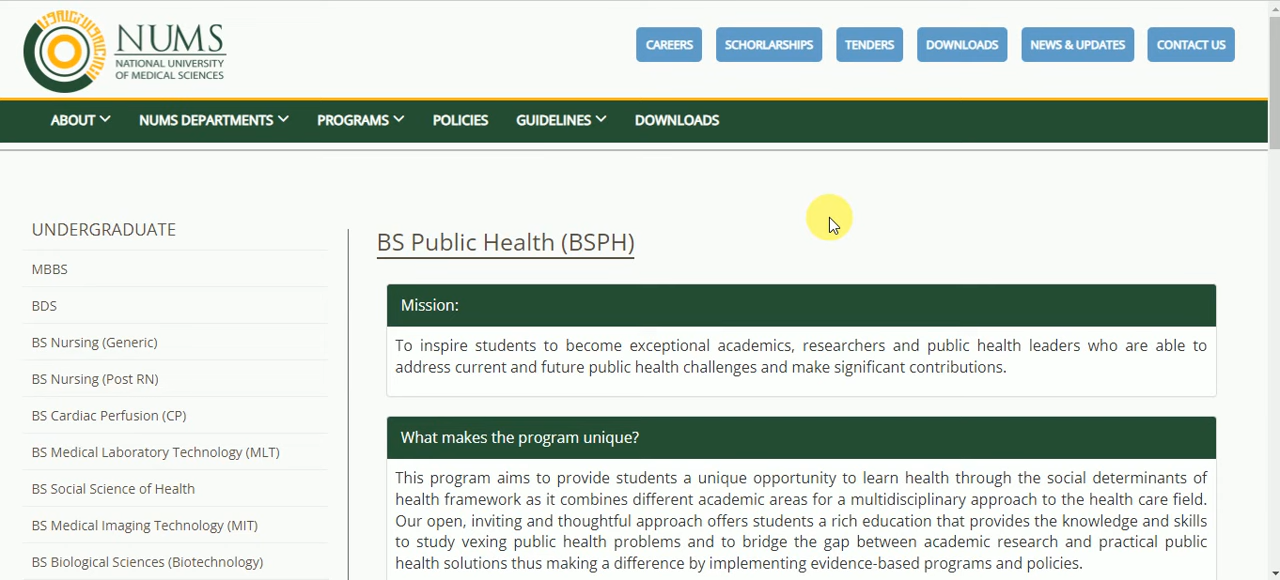 NUMS
NATIONAL UNIVERSITY
OF MEDICAL SCIENCES
CAREERS
SCHORLARSHIPS
TENDERS
DOWNLOADS
NEWS & UPDATES
CONTACT US
ABOUT
NUMS DEPARTMENTS
PROGRAMS
POLICIES
GUIDELINES
DOWNLOADS
UNDERGRADUATE
MBBS
BDS
BS Nursing (Generic)
BS Nursing (Post RN)
BS Cardiac Perfusion (CP)
BS Medical Laboratory Technology (MLT)
BS Social Science of Health
BS Medical Imaging Technology (MIT)
BS Biological Sciences (Biotechnology)
BS Public Health (BSPH)
Mission:
To inspire students to become exceptional academics, researchers and public health leaders who are able to
address current and future public health challenges and make significant contributions.
What makes the program unique?
This program aims to provide students a unique opportunity to learn health through the social determinants of
health framework as it combines different academic areas for a multidisciplinary approach to the health care field.
Our open, inviting and thoughtful approach offers students a rich education that provides the knowledge and skills
to study vexing public health problems and to bridge the gap between academic research and practical public
health solutions thus making a difference by implementing evidence-based programs and policies.